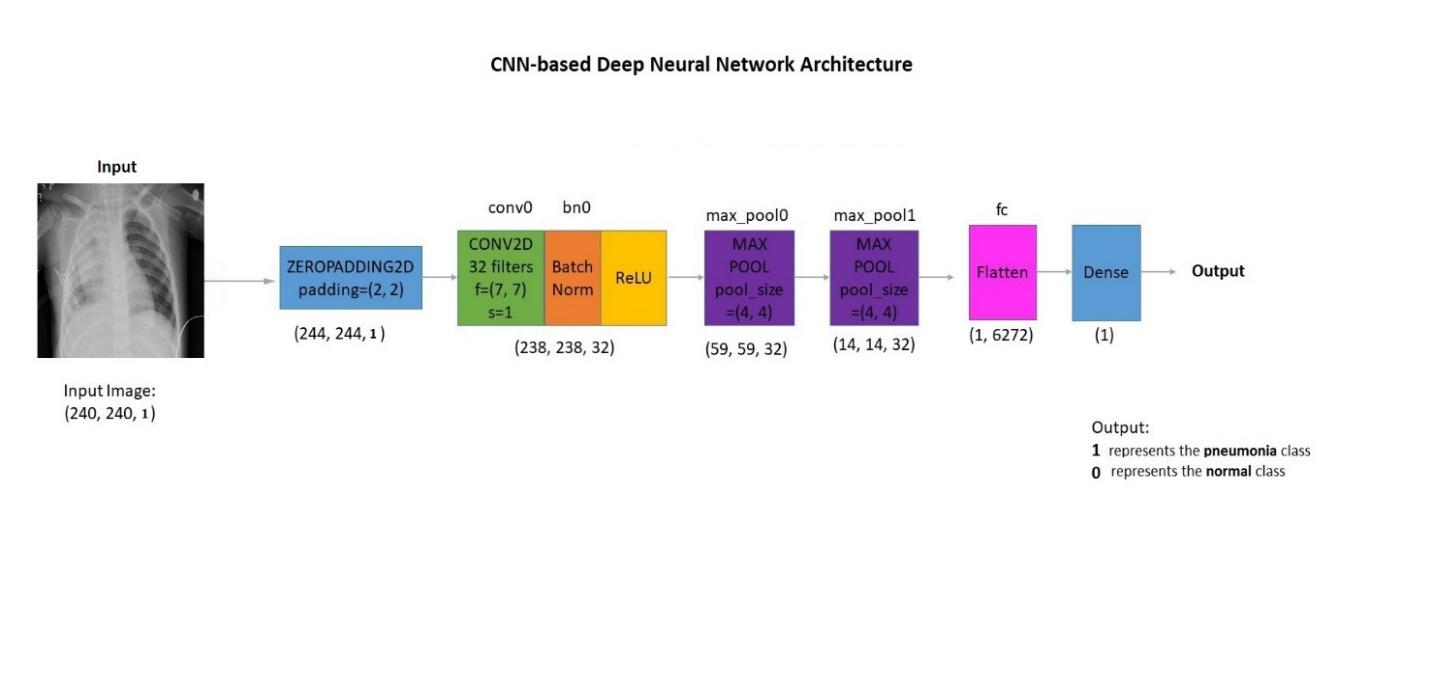 CNN-based Deep Neural Network Architecture
Input
Input Image:
(240, 240, 1)
ZEROPADDING2D
padding=(2, 2)
(244, 244, 1)
conv0
bn0
CONV2D
32 filters
f=(7, 7)
s=1
Batch
Norm
ReLU
(238, 238, 32)
max_pool0
MAX
POOL
pool_size
=(4, 4)
(59, 59, 32)
max_pool1
MAX
POOL
pool_size
=(4, 4)
(14, 14, 32)
fc
Flatten
(1, 6272)
Dense
(1)
Output
Output:
1 represents the pneumonia class
0 represents the normal class